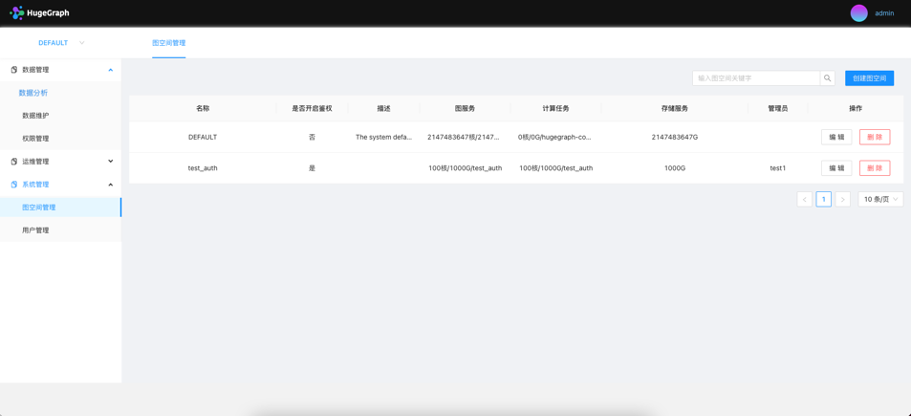 HugeGraph
admin
DEFAULT
图空间管理
数据管理
数据分析
数据维护
权限管理
运维管理
系统管理
图空间管理
用户管理
输入图空间关键字
创建图空间
名称 是否开启鉴权 描述 图服务 计算任务 存储服务 管理员 操作
DEFAULT 否 The system defa... 2147483647核/2147... 0核/0G/hugegraph-co... 2147483647G 编 辑 删 除
test_auth 是 100核/1000G/test_auth 100核/1000G/test_auth 1000G test1 编 辑 删 除
1 10 条/页